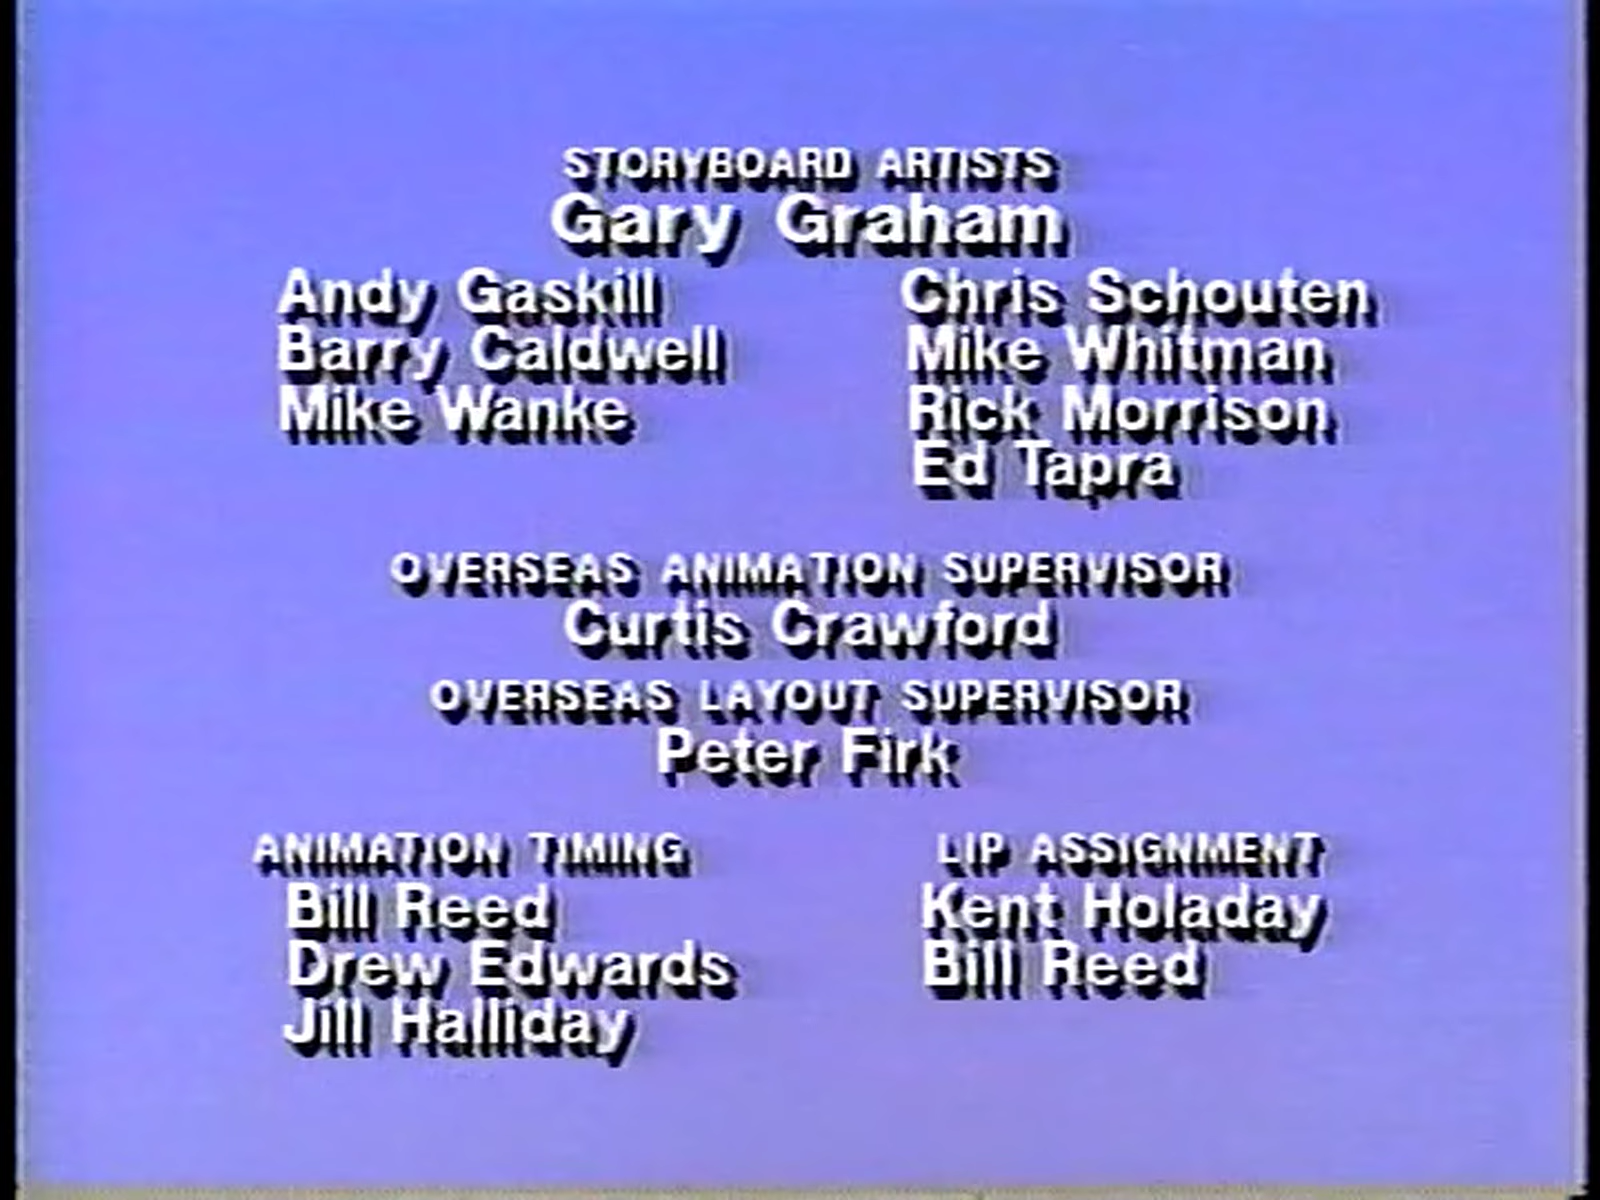 STORYBOARD ARTISTS
Gary Graham
Andy Gaskill
Barry Caldwell
Mike Wanke
Chris Schouten
Mike Whitman
Rick Morrison
Ed Tapra
OVERSEAS ANIMATION SUPERVISOR
Curtis Crawford
OVERSEAS LAYOUT SUPERVISOR
Peter Firk
ANIMATION TIMING
Bill Reed
Drew Edwards
Jill Halliday
LIP ASSIGNMENT
Kent Holaday
Bill Reed